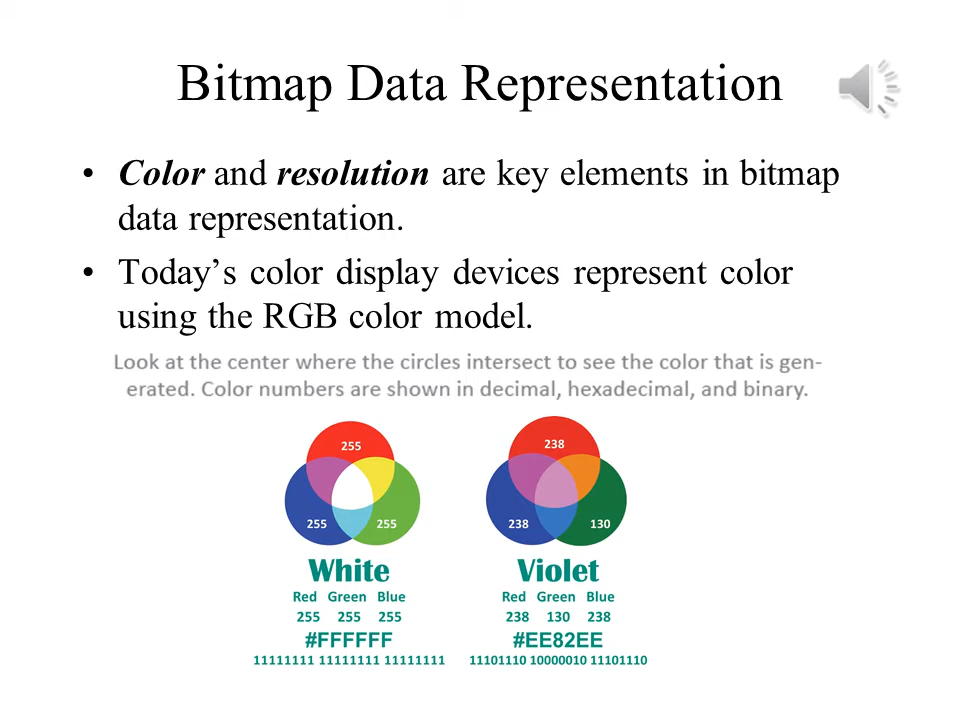 Bitmap Data Representation
• Color and resolution are key elements in bitmap
data representation.
• Today’s color display devices represent color
using the RGB color model.
Look at the center where the circles intersect to see the color that is gen-
erated. Color numbers are shown in decimal, hexadecimal, and binary.
255
255 255
White
Red Green Blue
255 255 255
#FFFFFF
11111111 11111111 11111111
238
238 130
Violet
Red Green Blue
238 130 238
#EE82EE
11101110 10000010 11101110